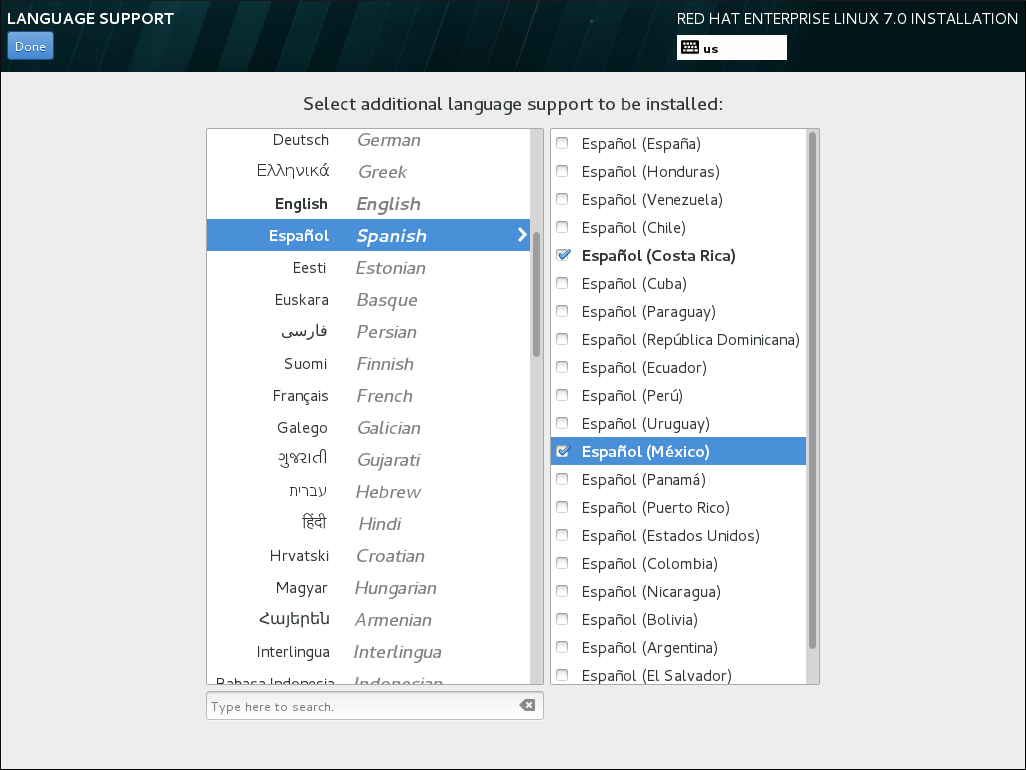 LANGUAGE SUPPORT
RED HAT ENTERPRISE LINUX 7.0 INSTALLATION
Done
us
Select additional language support to be installed:
Deutsch German
Ελληνικά Greek
English English
Español Spanish
Eesti Estonian
Euskara Basque
فارسی Persian
Suomi Finnish
Français French
Galego Galician
ગુજરાતી Gujarati
עברית Hebrew
हिंदी Hindi
Hrvatski Croatian
Magyar Hungarian
Հայերեն Armenian
Interlingua Interlingua
Bahasa Indonesia Indonesian
Type here to search.
Español (España)
Español (Honduras)
Español (Venezuela)
Español (Chile)
Español (Costa Rica)
Español (Cuba)
Español (Paraguay)
Español (República Dominicana)
Español (Ecuador)
Español (Perú)
Español (Uruguay)
Español (México)
Español (Panamá)
Español (Puerto Rico)
Español (Estados Unidos)
Español (Colombia)
Español (Nicaragua)
Español (Bolivia)
Español (Argentina)
Español (El Salvador)